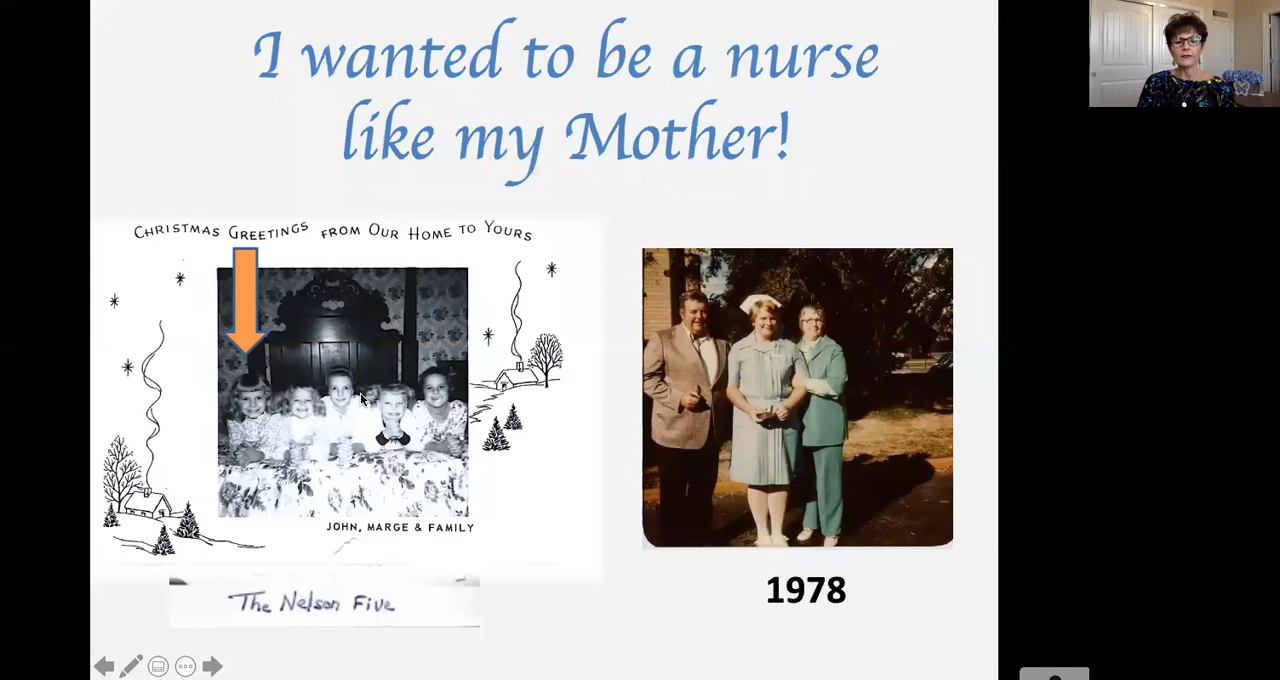 I wanted to be a nurse
like my Mother!
CHRISTMAS GREETINGS FROM OUR HOME TO YOURS
JOHN, MARGE & FAMILY
The Nelson Five
1978